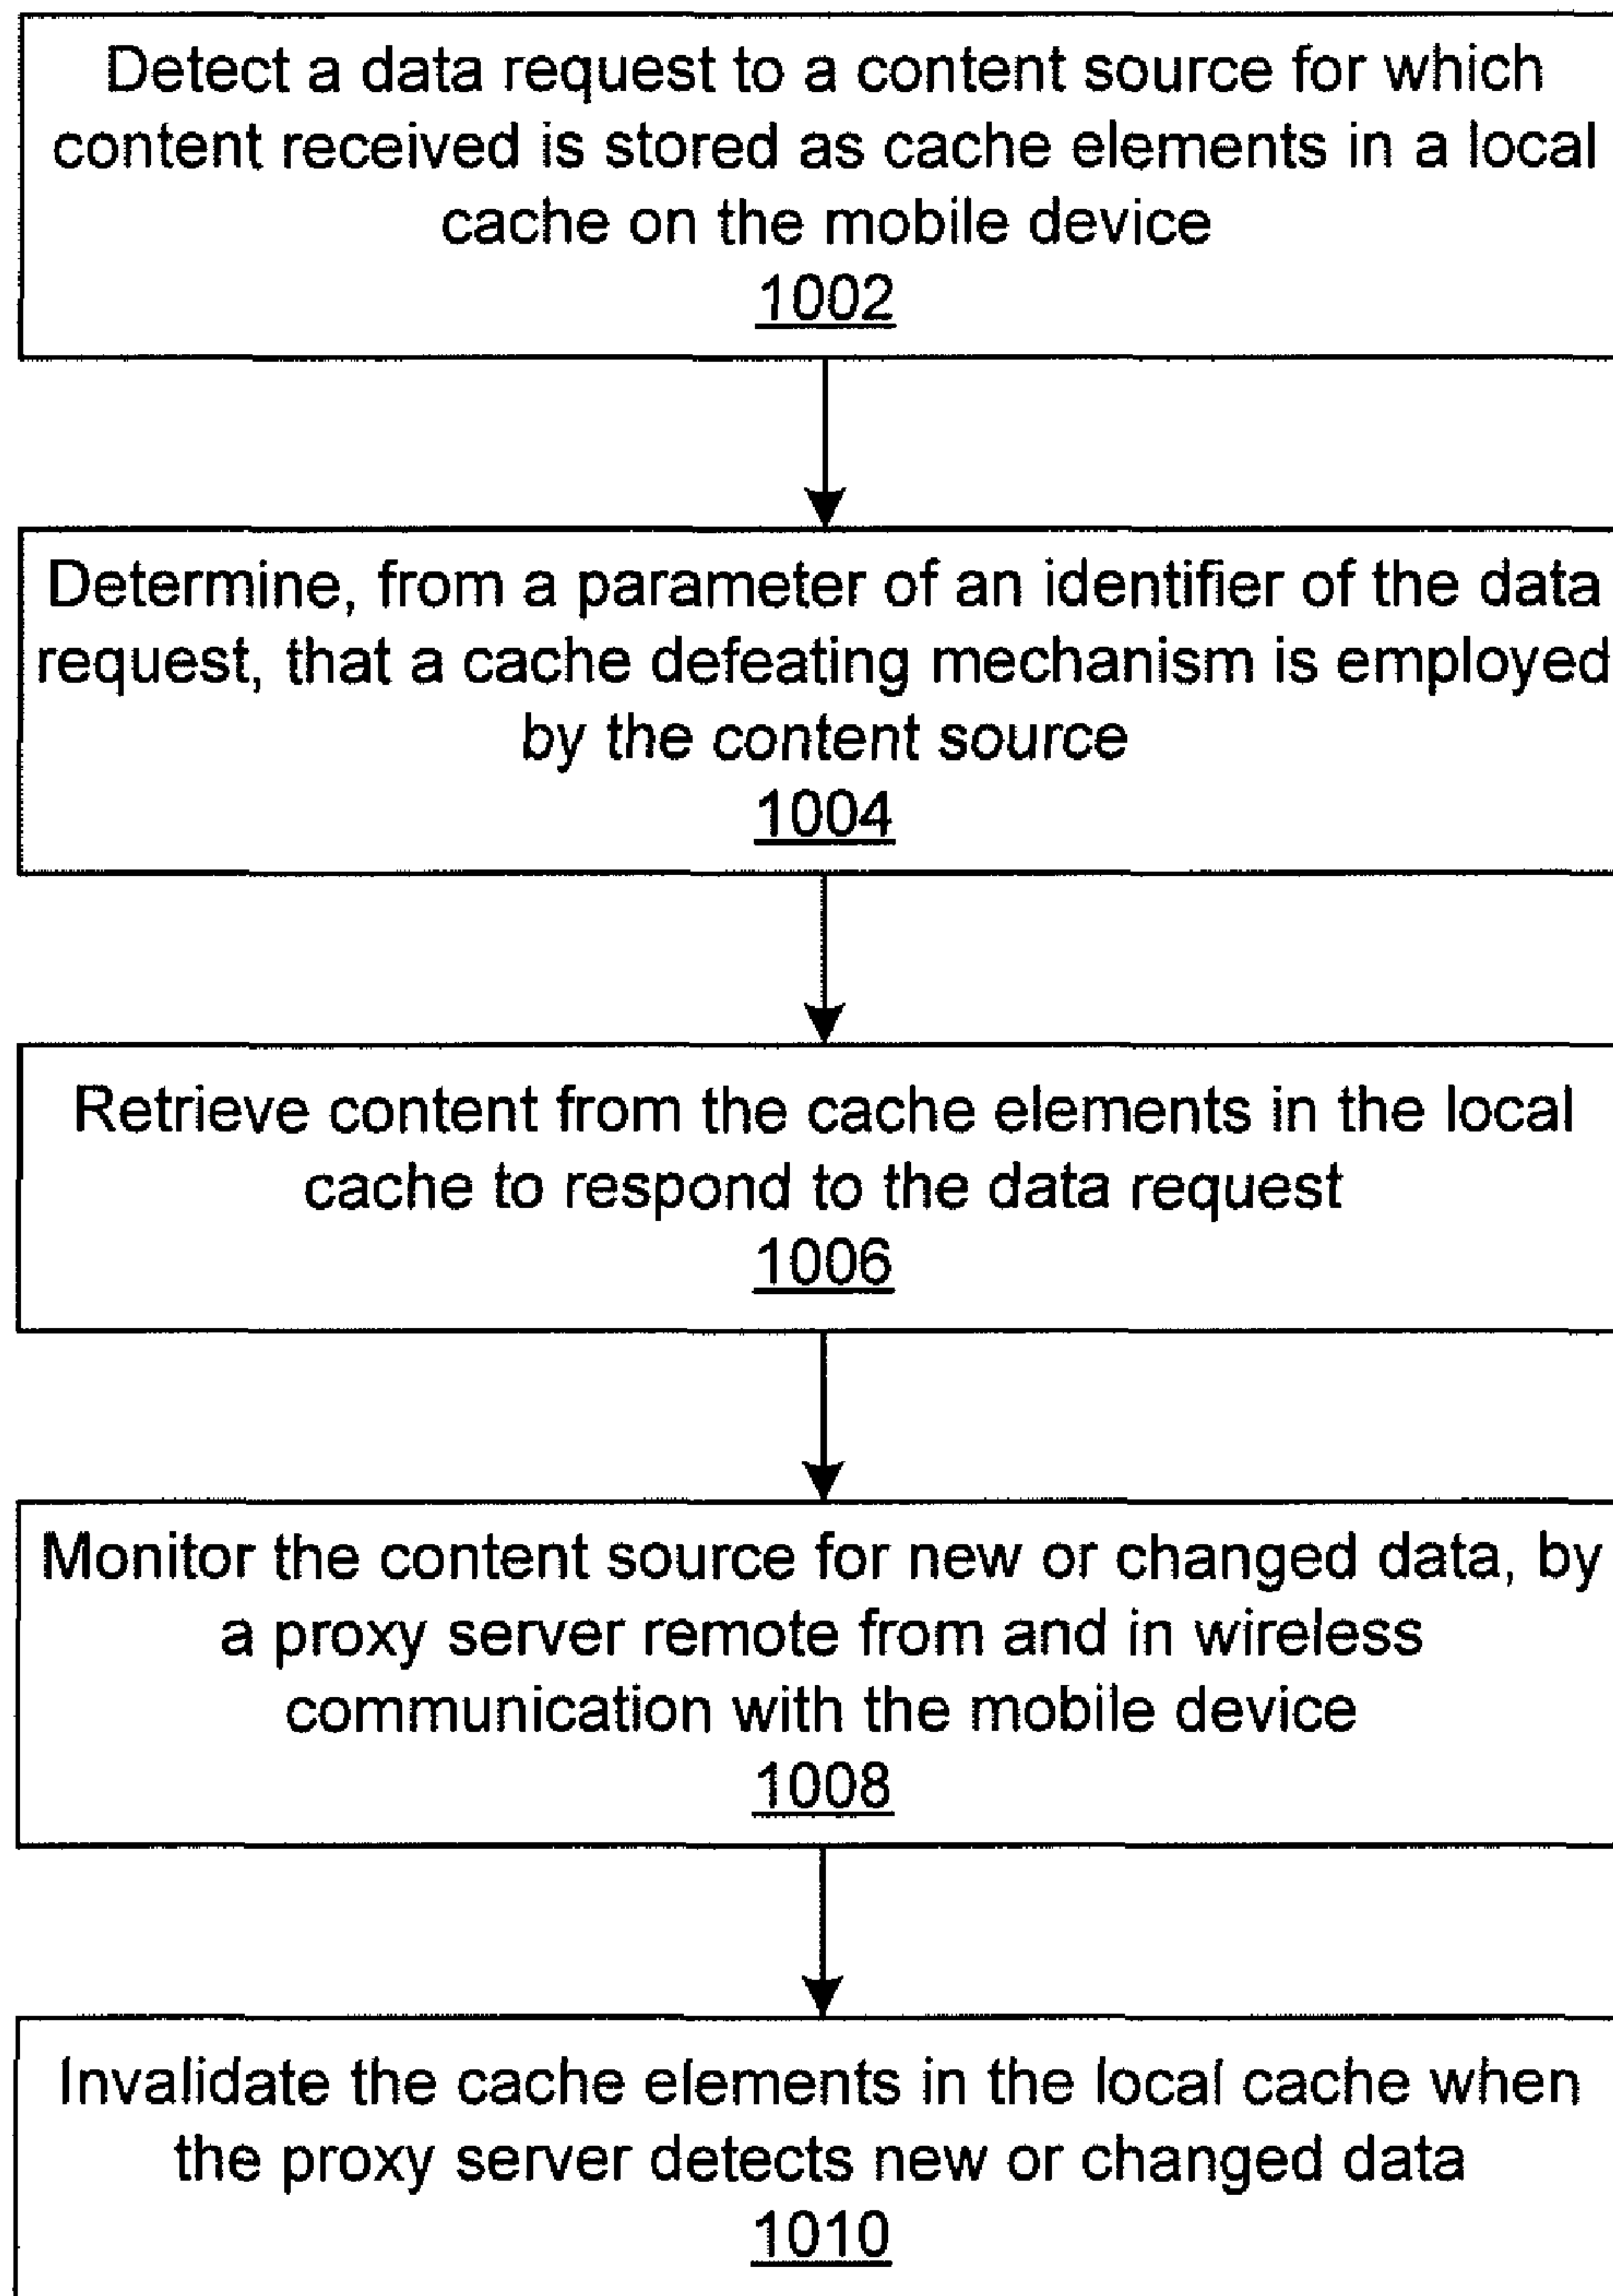 Detect a data request to a content source for which
content received is stored as cache elements in a local
cache on the mobile device
1002
Determine, from a parameter of an identifier of the data
request, that a cache defeating mechanism is employed
by the content source
1004
Retrieve content from the cache elements in the local
cache to respond to the data request
1006
Monitor the content source for new or changed data, by
a proxy server remote from and in wireless
communication with the mobile device
1008
Invalidate the cache elements in the local cache when
the proxy server detects new or changed data
1010